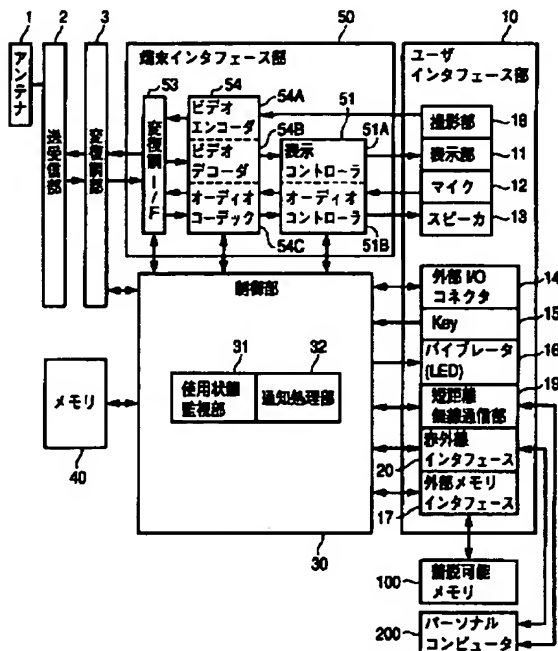 1
2
3
50
10
アンテナ
送受信部
変復調部
端末インタフェース部
53
変復調I/F
54
ビデオ
エンコーダ
54A
ビデオ
デコーダ
54B
オーディオ
コーデック
54C
51
表示
コントローラ
51A
オーディオ
コントローラ
51B
ユーザ
インタフェース部
撮影部
18
表示部
11
マイク
12
スピーカ
13
外部I/O
コネクタ
14
Key
15
バイブレータ
(LED)
16
短距離
無線通信部
19
赤外線
インタフェース
20
外部メモリ
インタフェース
17
制御部
31
使用状態
監視部
32
通知処理部
30
メモリ
40
着脱可能
メモリ
100
パーソナル
コンピュータ
200